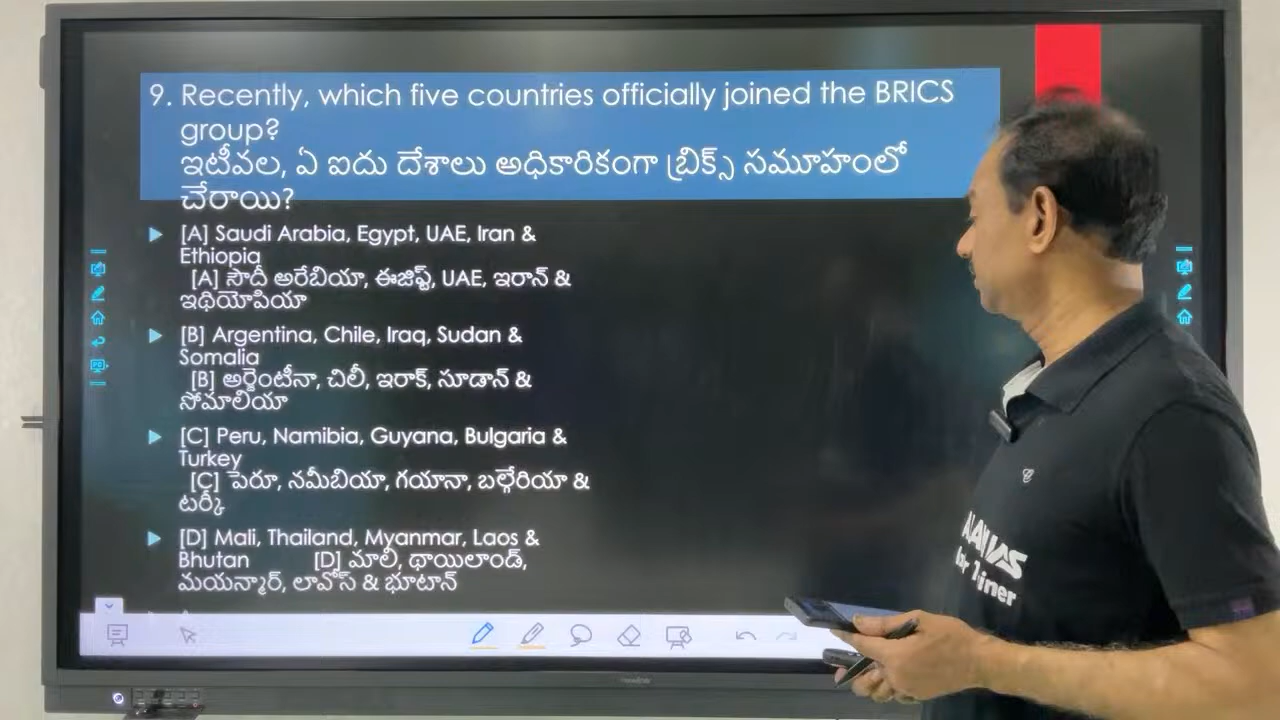 9. Recently, which five countries officially joined the BRICS
group?
ఇటీవల, ఏ ఐదు దేశాలు అధికారికంగా బ్రిక్స్ సమూహంలో
చేరాయి?
[A] Saudi Arabia, Egypt, UAE, Iran &
Ethiopia
[A] సౌదీ అరేబియా, ఈజిప్ట్, UAE, ఇరాన్ &
ఇథియోపియా
[B] Argentina, Chile, Iraq, Sudan &
Somalia
[B] అర్జెంటీనా, చిలీ, ఇరాక్, సూడాన్ &
సోమాలియా
[C] Peru, Namibia, Guyana, Bulgaria &
Turkey
[C] పెరూ, నమీబియా, గయానా, బల్గేరియా &
టర్కీ
[D] Mali, Thailand, Myanmar, Laos &
Bhutan [D] మాలి, థాయిలాండ్,
మయన్మార్, లావోస్ & భూటాన్